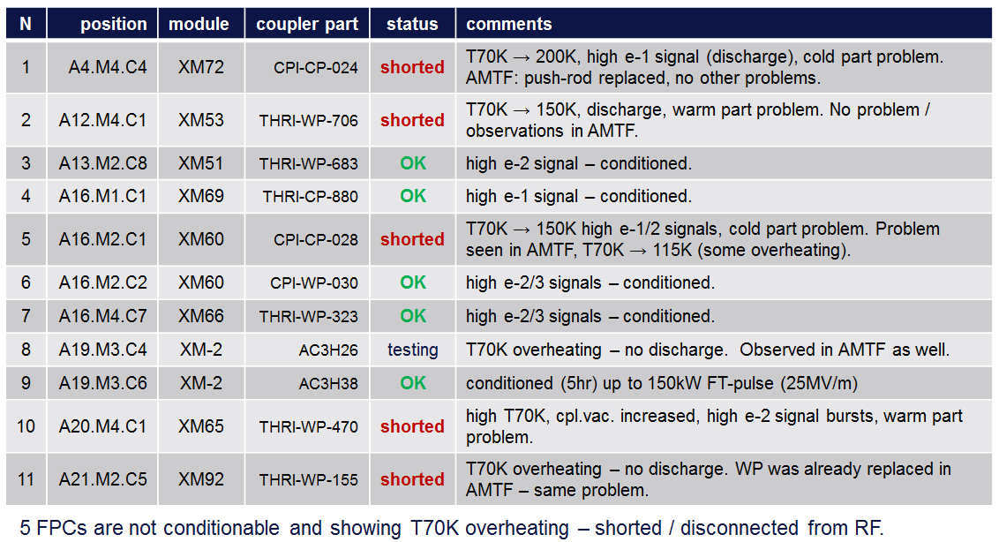 N position module coupler part status comments
1 A4.M4.C4 XM72 CPI-CP-024 shorted T70K → 200K, high e-1 signal (discharge), cold part problem.
AMTF: push-rod replaced, no other problems.
2 A12.M4.C1 XM53 THRI-WP-706 shorted T70K → 150K, discharge, warm part problem. No problem /
observations in AMTF.
3 A13.M2.C8 XM51 THRI-WP-683 OK high e-2 signal – conditioned.
4 A16.M1.C1 XM69 THRI-CP-880 OK high e-1 signal – conditioned.
5 A16.M2.C1 XM60 CPI-CP-028 shorted T70K → 150K high e-1/2 signals, cold part problem. Problem
seen in AMTF, T70K → 115K (some overheating).
6 A16.M2.C2 XM60 CPI-WP-030 OK high e-2/3 signals – conditioned.
7 A16.M4.C7 XM66 THRI-WP-323 OK high e-2/3 signals – conditioned.
8 A19.M3.C4 XM-2 AC3H26 testing T70K overheating – no discharge. Observed in AMTF as well.
9 A19.M3.C6 XM-2 AC3H38 OK conditioned (5hr) up to 150kW FT-pulse (25MV/m)
10 A20.M4.C1 XM65 THRI-WP-470 shorted high T70K, cpl.vac. increased, high e-2 signal bursts, warm part
problem.
11 A21.M2.C5 XM92 THRI-WP-155 shorted T70K overheating – no discharge. WP was already replaced in
AMTF – same problem.
5 FPCs are not conditionable and showing T70K overheating – shorted / disconnected from RF.